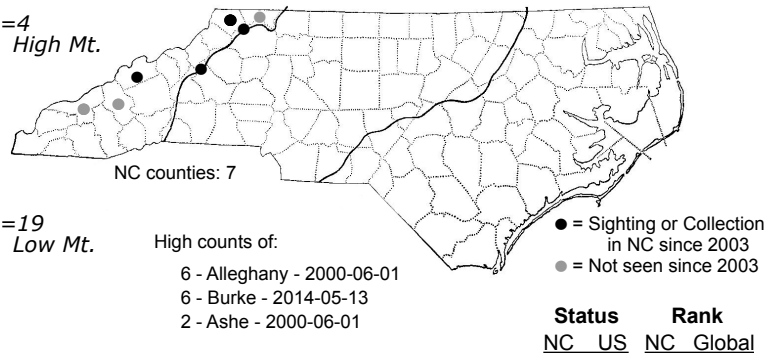 =4
High Mt.
NC counties: 7
=19
Low Mt.
High counts of:
6 - Alleghany - 2000-06-01
6 - Burke - 2014-05-13
2 - Ashe - 2000-06-01
= Sighting or Collection
in NC since 2003
= Not seen since 2003
Status Rank
NC US NC Global